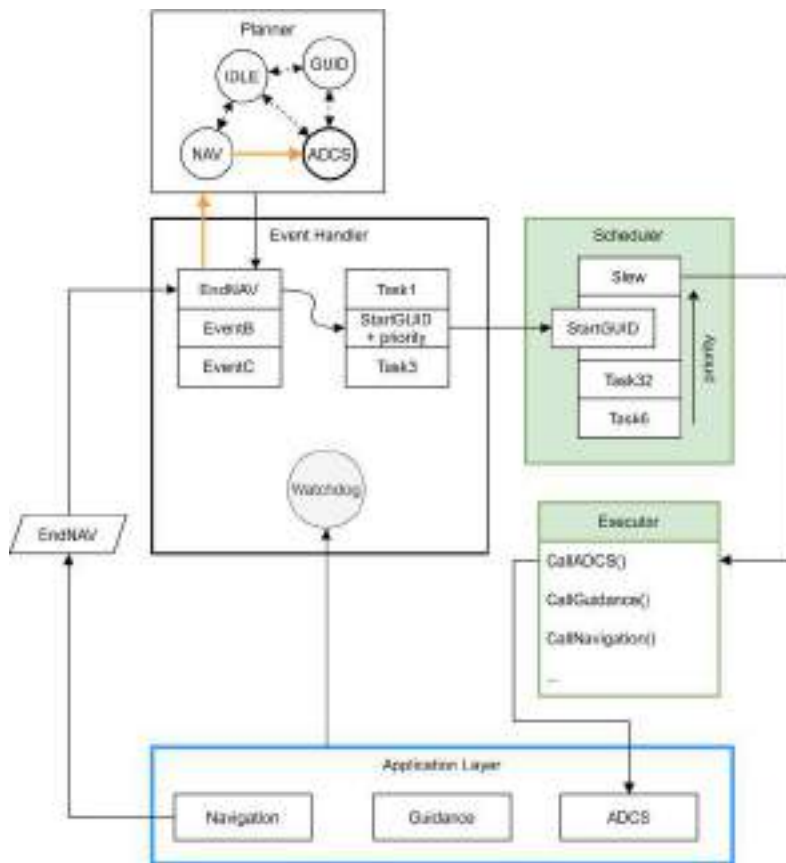 Planner
GUID
IDLE
NAV
ADCS
Event Handler
EndNAV
EventB
EventC
Task1
StartGUID
+ priority
Task3
Watchdog
Scheduler
Slew
StartGUID
Task32
Task6
priority
EndNAV
Executor
CallADCS()
CallGuidance()
CallNavigation()
...
Application Layer
Navigation
Guidance
ADCS